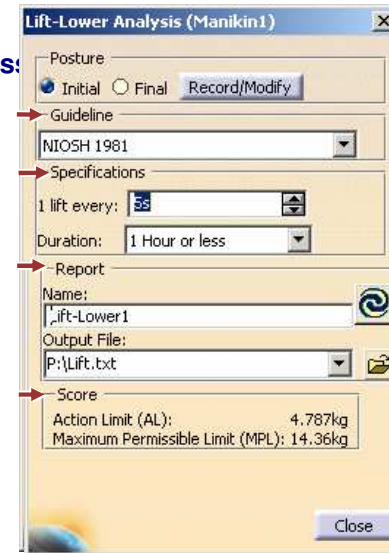 Lift-Lower Analysis (Manikin1)
Posture
Initial Final Record/Modify
Guideline
NIOSH 1981
Specifications
1 lift every: 5s
Duration: 1 Hour or less
Report
Name:
Lift-Lower1
Output File:
P:\Lift.txt
Score
Action Limit (AL): 4.787kg
Maximum Permissible Limit (MPL): 14.36kg
Close